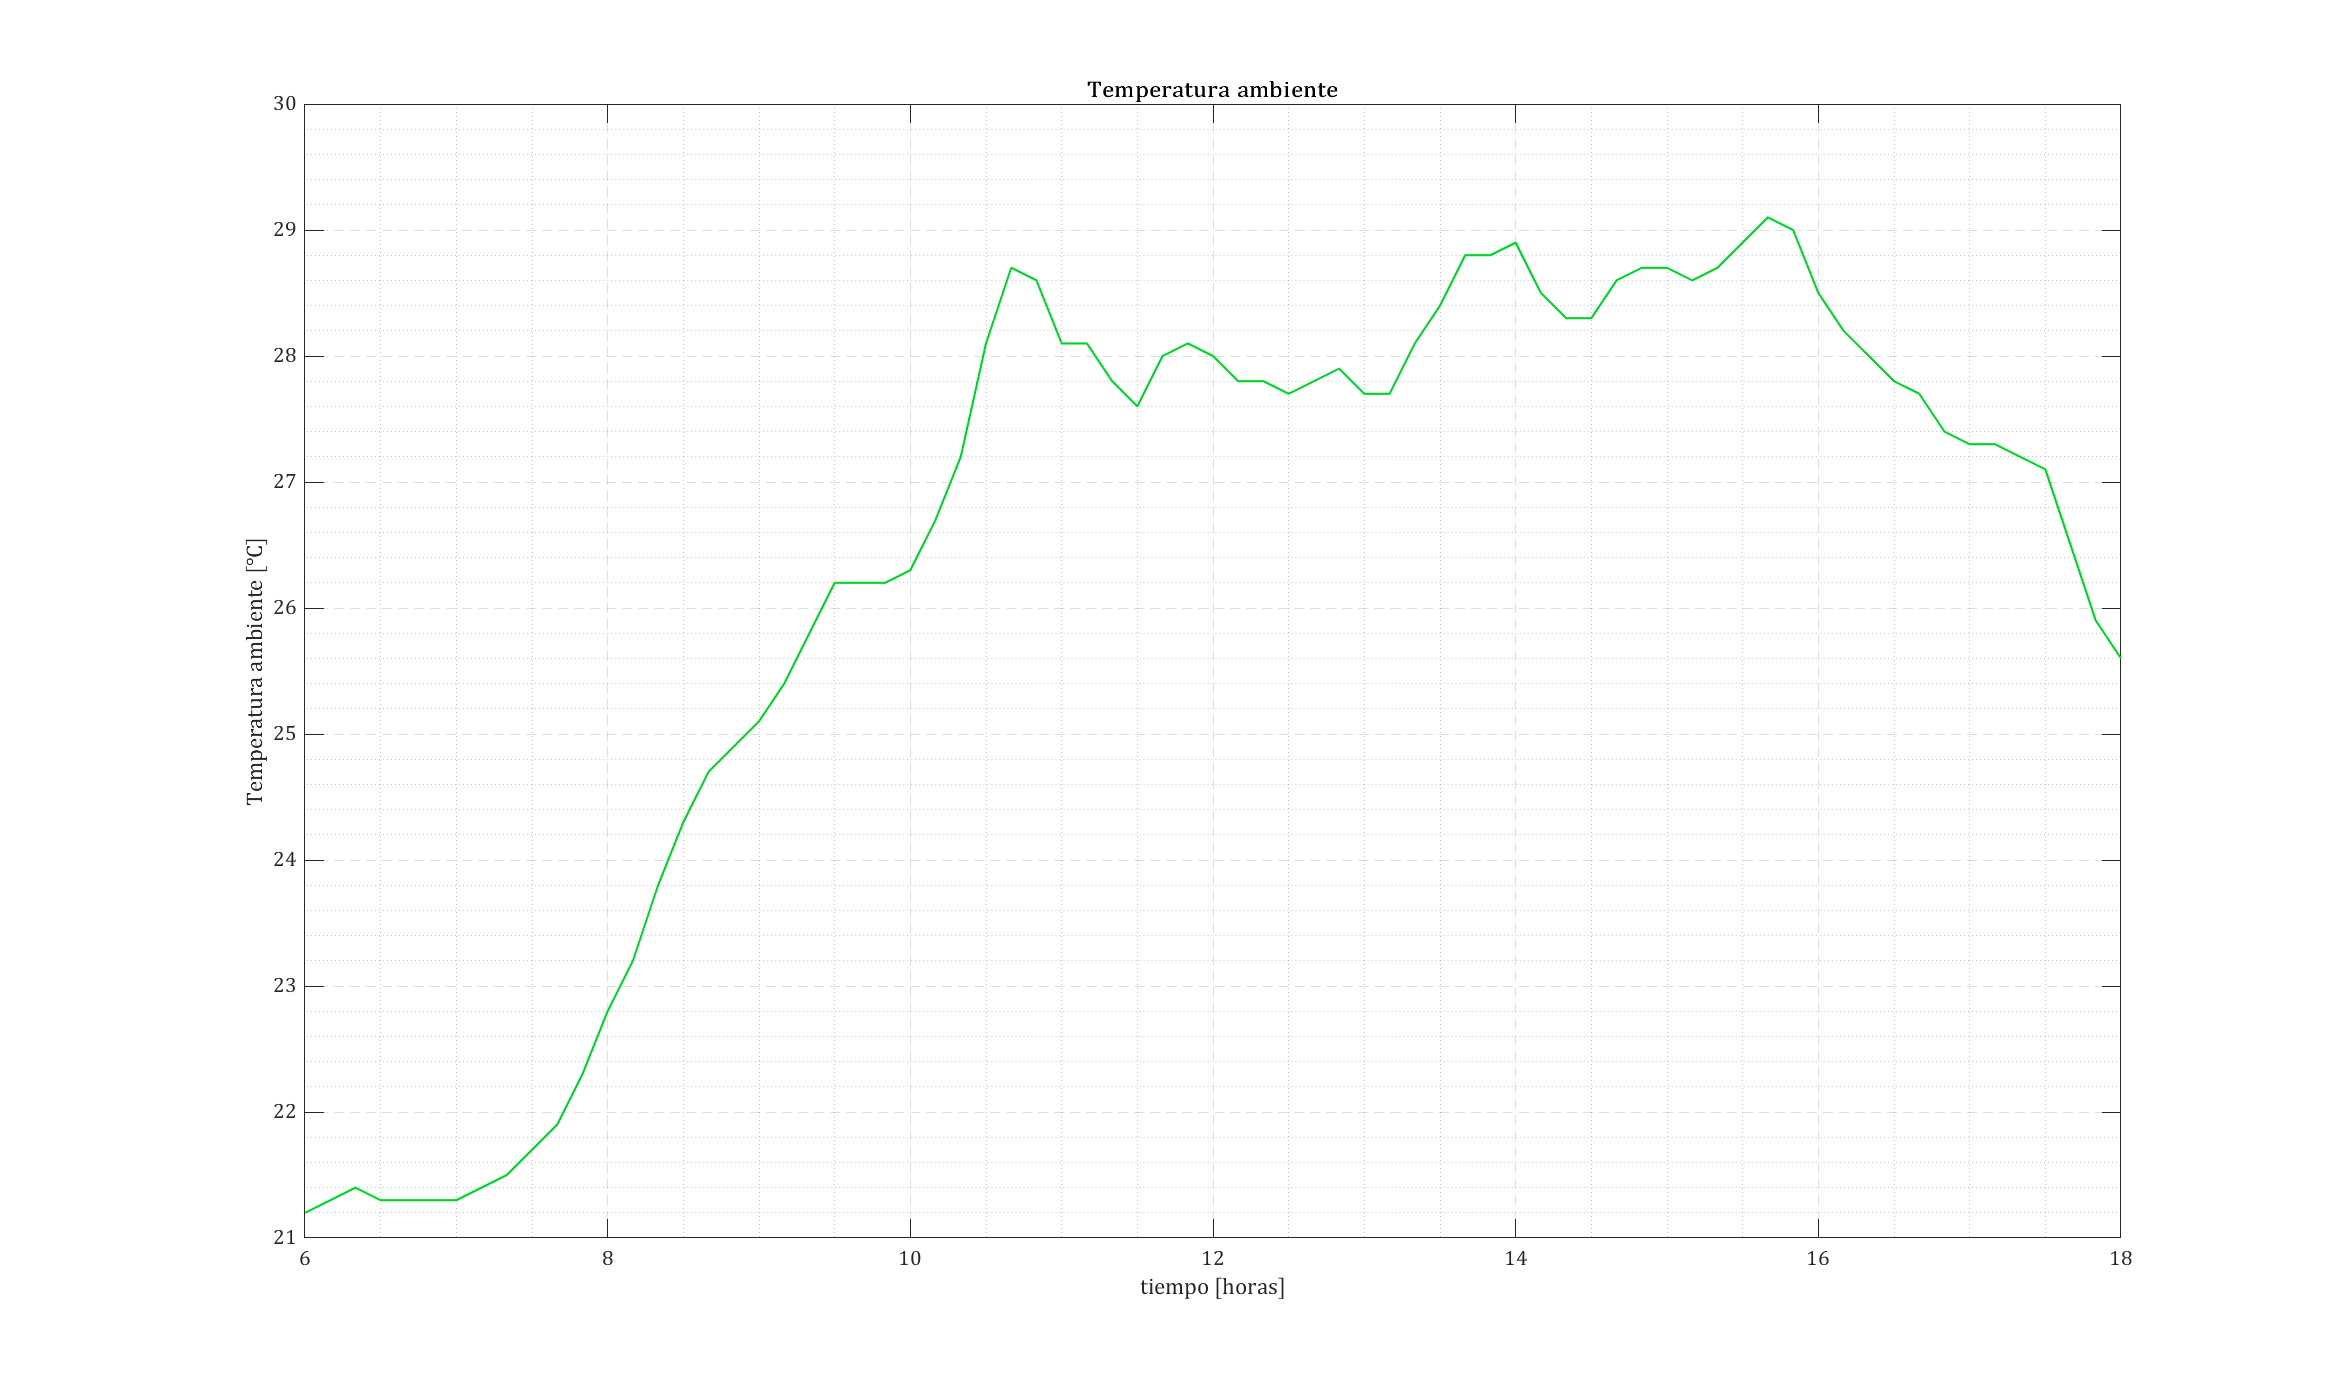 Temperatura ambiente
30
29
28
27
26
25
24
23
22
21
Temperatura ambiente [°C]
6 8 10 12 14 16 18
tiempo [horas]